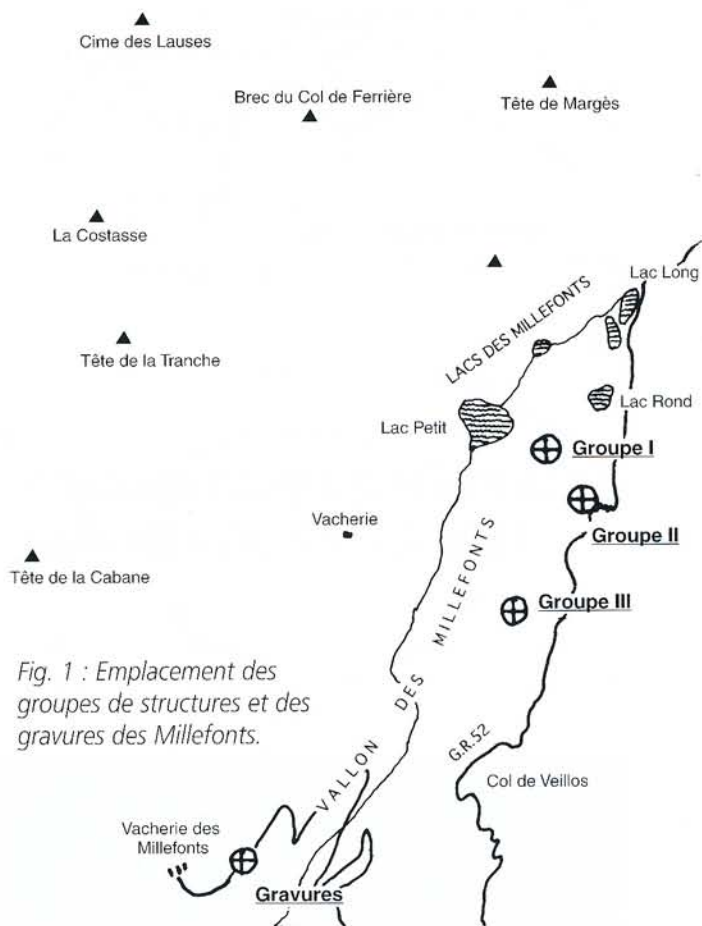 Cime des Lauses
Brec du Col de Ferrière
Tête de Margès
La Costasse
Lac Long
LACS DES MILLEFONTS
Tête de la Tranche
Lac Rond
Lac Petit
Groupe I
Vacherie
Groupe II
Tête de la Cabane
Groupe III
Fig. 1 : Emplacement des
groupes de structures et des
gravures des Millefonts.
VALLON DES MILLEFONTS
G.R.52
Col de Veillos
Vacherie des
Millefonts
Gravures